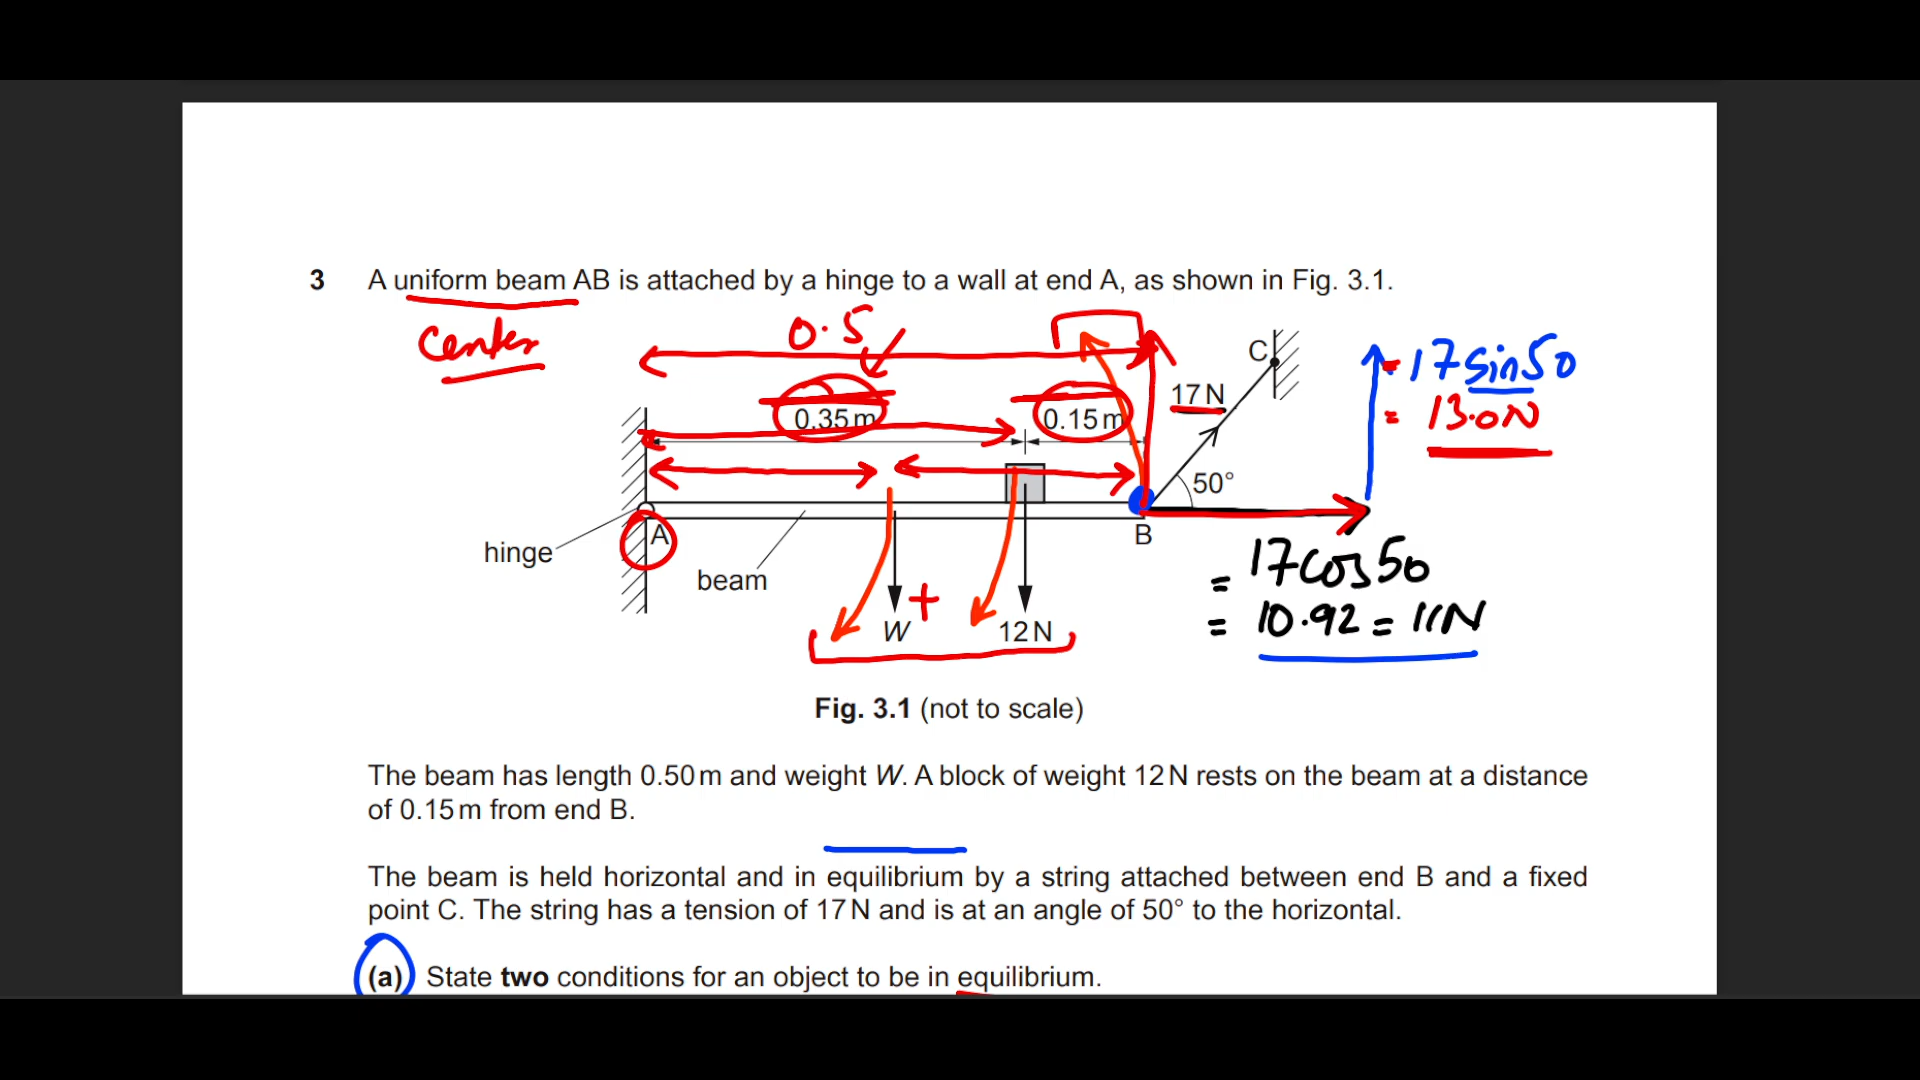 3 A uniform beam AB is attached by a hinge to a wall at end A, as shown in Fig. 3.1.
center
0.5
0.35 m
0.15 m
17 N
C
= 17 sin 50
= 13.0N
50°
hinge
A
beam
B
W
+
12 N
= 17 cos 50
= 10.92 = 11N
Fig. 3.1 (not to scale)
The beam has length 0.50 m and weight W. A block of weight 12 N rests on the beam at a distance
of 0.15 m from end B.
The beam is held horizontal and in equilibrium by a string attached between end B and a fixed
point C. The string has a tension of 17 N and is at an angle of 50° to the horizontal.
(a) State two conditions for an object to be in equilibrium.